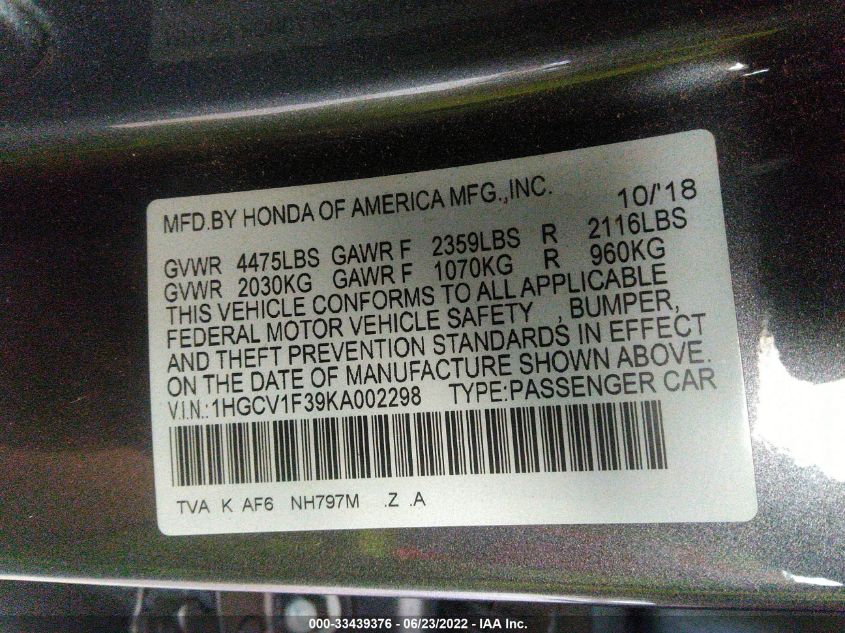 MFD.BY HONDA OF AMERICA MFG.,INC. 10/'18
GVWR 4475LBS GAWR F 2359LBS R 2116LBS
GVWR 2030KG GAWR F 1070KG R 960KG
THIS VEHICLE CONFORMS TO ALL APPLICABLE
FEDERAL MOTOR VEHICLE SAFETY , BUMPER,
AND THEFT PREVENTION STANDARDS IN EFFECT
ON THE DATE OF MANUFACTURE SHOWN ABOVE.
V.I.N.:1HGCV1F39KA002298 TYPE:PASSENGER CAR
TVA K AF6 NH797M .Z .A
000-33439376 - 06/23/2022 - IAA Inc.